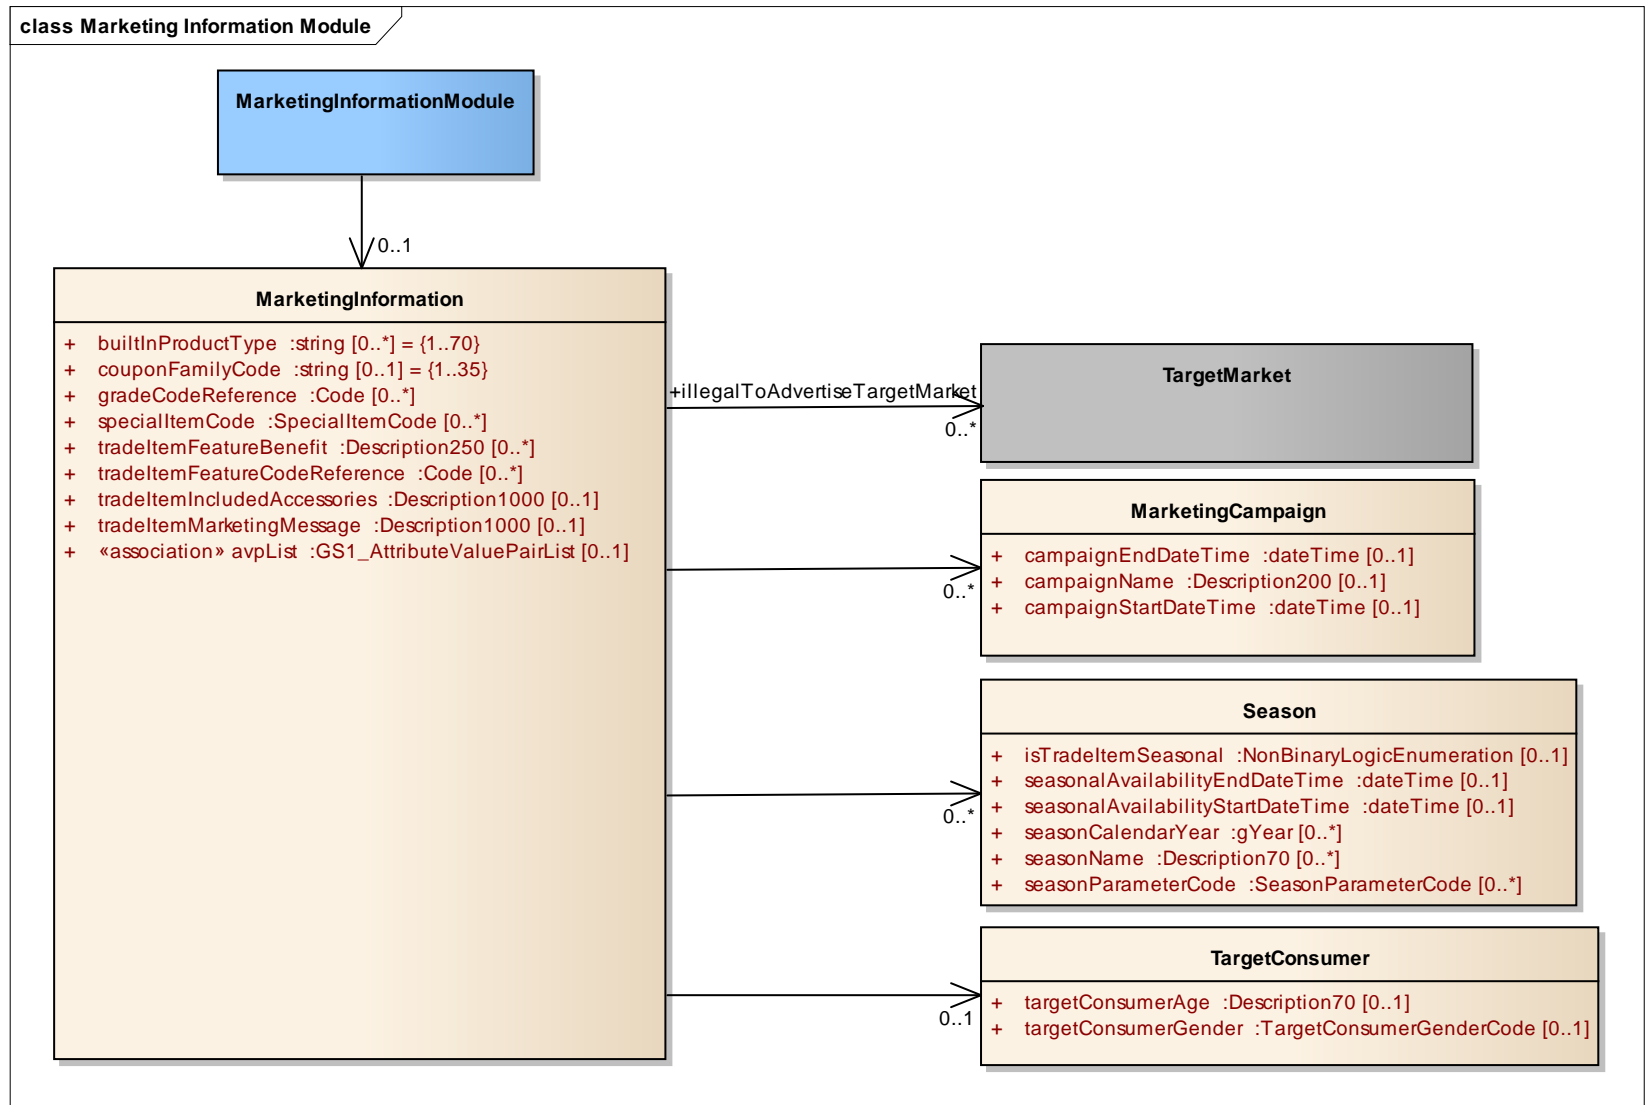 class Marketing Information Module
MarketingInformationModule
0..1
MarketingInformation
+ builtInProductType :string [0..*] = {1..70}
+ couponFamilyCode :string [0..1] = {1..35}
+ gradeCodeReference :Code [0..*]
+ specialItemCode :SpecialItemCode [0..*]
+ tradeItemFeatureBenefit :Description250 [0..*]
+ tradeItemFeatureCodeReference :Code [0..*]
+ tradeItemIncludedAccessories :Description1000 [0..1]
+ tradeItemMarketingMessage :Description1000 [0..1]
+ «association» avpList :GS1_AttributeValuePairList [0..1]
+illegalToAdvertiseTargetMarket
0..*
TargetMarket
0..*
MarketingCampaign
+ campaignEndDateTime :dateTime [0..1]
+ campaignName :Description200 [0..1]
+ campaignStartDateTime :dateTime [0..1]
0..*
Season
+ isTradeItemSeasonal :NonBinaryLogicEnumeration [0..1]
+ seasonalAvailabilityEndDateTime :dateTime [0..1]
+ seasonalAvailabilityStartDateTime :dateTime [0..1]
+ seasonCalendarYear :gYear [0..*]
+ seasonName :Description70 [0..*]
+ seasonParameterCode :SeasonParameterCode [0..*]
0..1
TargetConsumer
+ targetConsumerAge :Description70 [0..1]
+ targetConsumerGender :TargetConsumerGenderCode [0..1]